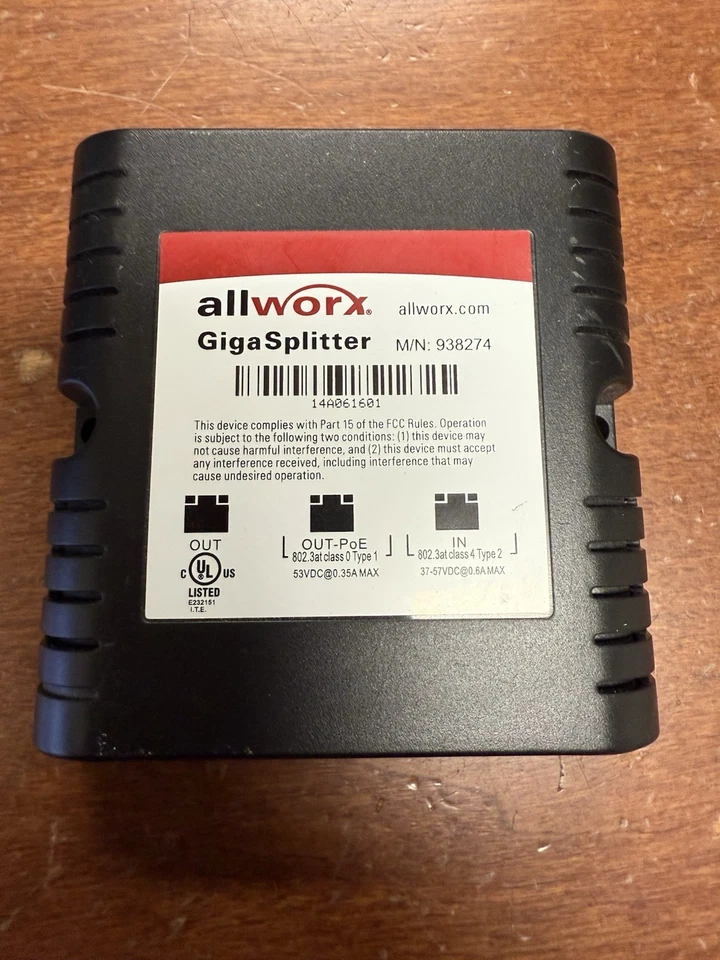 allworx® allworx.com
GigaSplitter M/N: 938274
14A061601
This device complies with Part 15 of the FCC Rules. Operation
is subject to the following two conditions: (1) this device may
not cause harmful interference, and (2) this device must accept
any interference received, including interference that may
cause undesired operation.
OUT OUT-PoE IN
802.3at class 0 Type 1 802.3at class 4 Type 2
53VDC@0.35A MAX 37-57VDC@0.6A MAX
C UL US
LISTED
E232151
I.T.E.